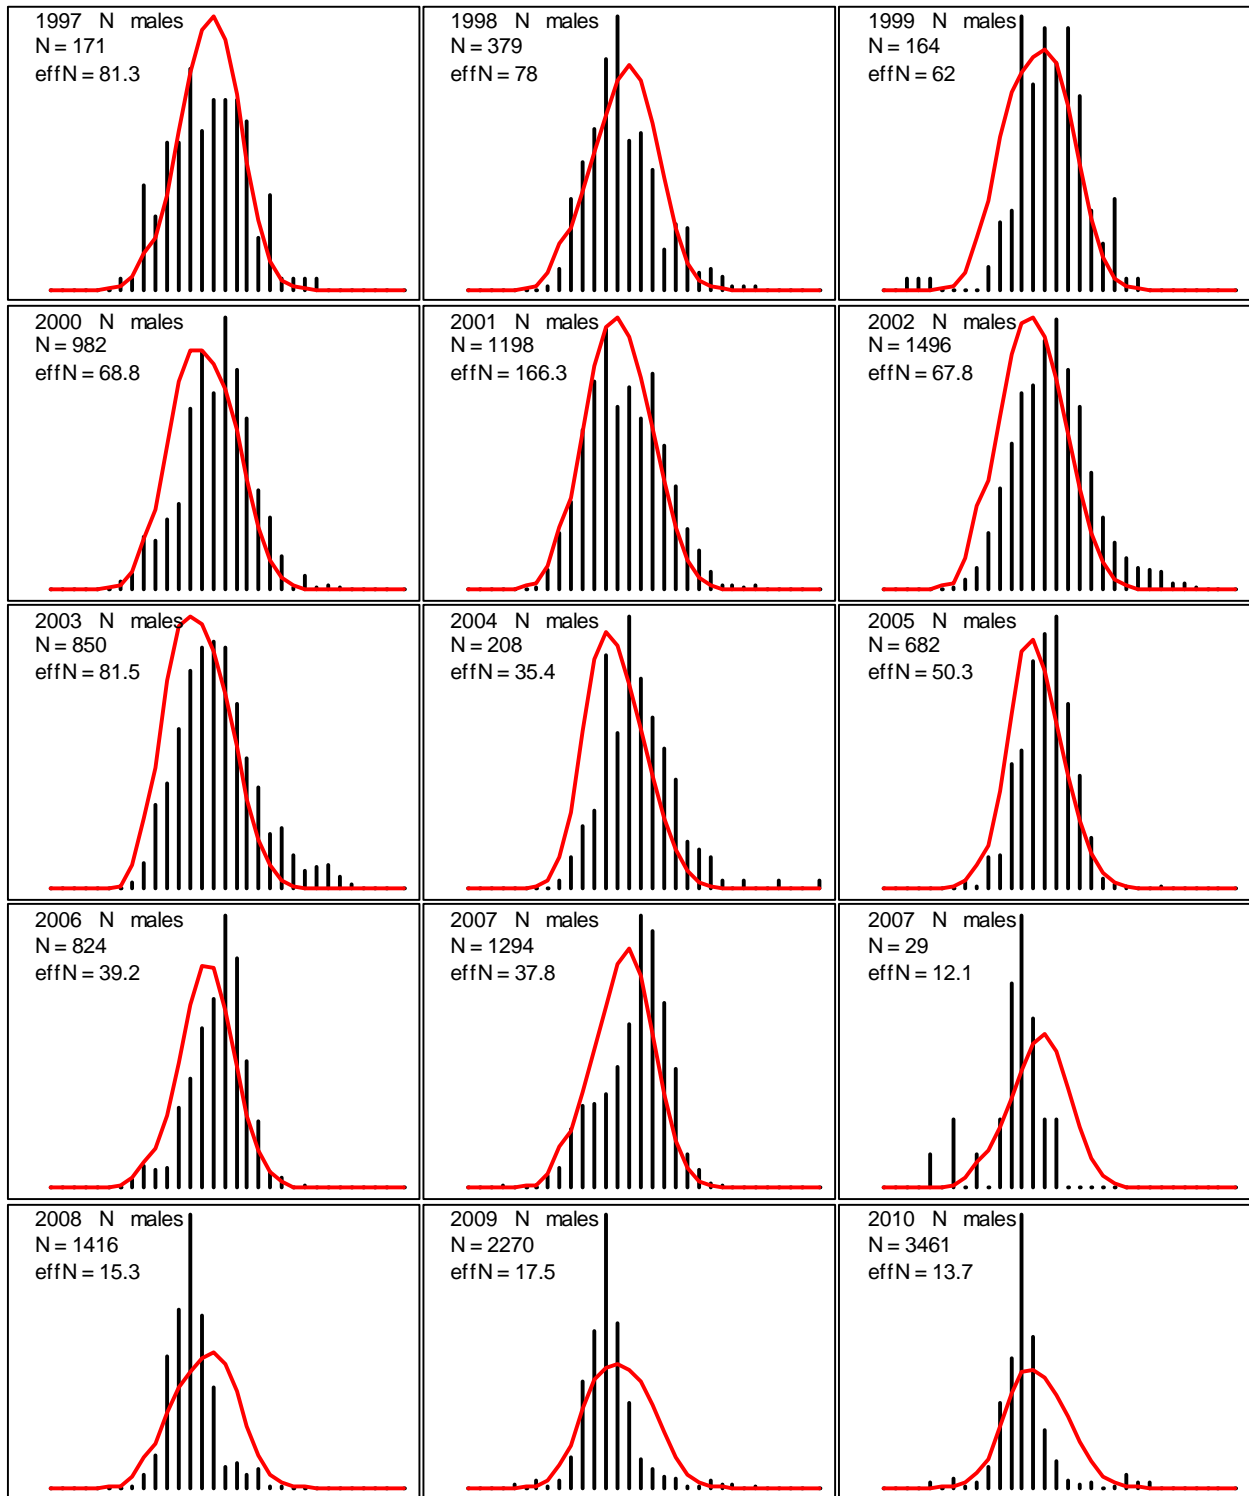 1997 N males
N = 171
effN = 81.3
1998 N males
N = 379
effN = 78
1999 N males
N = 164
effN = 62
2000 N males
N = 982
effN = 68.8
2001 N males
N = 1198
effN = 166.3
2002 N males
N = 1496
effN = 67.8
2003 N males
N = 850
effN = 81.5
2004 N males
N = 208
effN = 35.4
2005 N males
N = 682
effN = 50.3
2006 N males
N = 824
effN = 39.2
2007 N males
N = 1294
effN = 37.8
2007 N males
N = 29
effN = 12.1
2008 N males
N = 1416
effN = 15.3
2009 N males
N = 2270
effN = 17.5
2010 N males
N = 3461
effN = 13.7